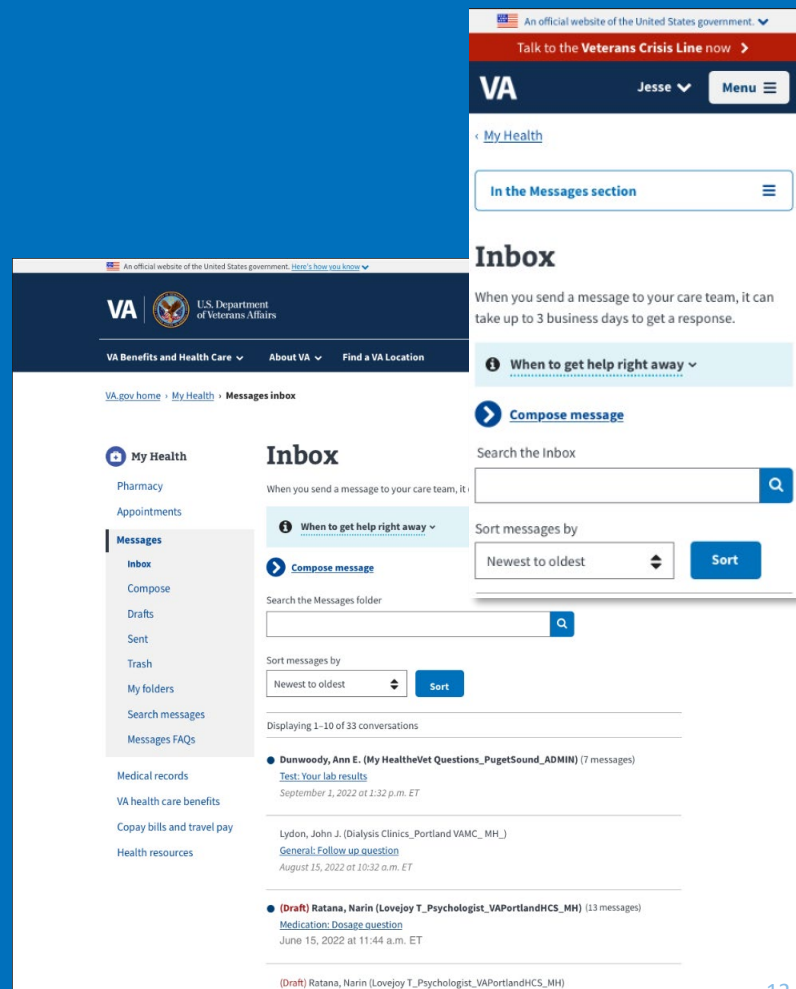 An official website of the United States government.
Talk to the Veterans Crisis Line now
VA
Jesse
Menu
‹ My Health
In the Messages section
Inbox
When you send a message to your care team, it can
take up to 3 business days to get a response.
When to get help right away
Compose message
Search the Inbox
Sort messages by
Newest to oldest
Sort
An official website of the United States government. Here's how you know
VA
U.S. Department
of Veterans Affairs
VA Benefits and Health Care
About VA
Find a VA Location
VA.gov home › My Health › Messages inbox
My Health
Pharmacy
Appointments
Messages
Inbox
Compose
Drafts
Sent
Trash
My folders
Search messages
Messages FAQs
Medical records
VA health care benefits
Copay bills and travel pay
Health resources
Inbox
When you send a message to your care team, it
When to get help right away
Compose message
Search the Messages folder
Sort messages by
Newest to oldest
Sort
Displaying 1–10 of 33 conversations
Dunwoody, Ann E. (My HealtheVet Questions_PugetSound_ADMIN) (7 messages)
Test: Your lab results
September 1, 2022 at 1:32 p.m. ET
Lydon, John J. (Dialysis Clinics_Portland VAMC_ MH_)
General: Follow up question
August 15, 2022 at 10:32 a.m. ET
(Draft) Ratana, Narin (Lovejoy T_Psychologist_VAPortlandHCS_MH) (13 messages)
Medication: Dosage question
June 15, 2022 at 11:44 a.m. ET
(Draft) Ratana, Narin (Lovejoy T_Psychologist_VAPortlandHCS_MH)